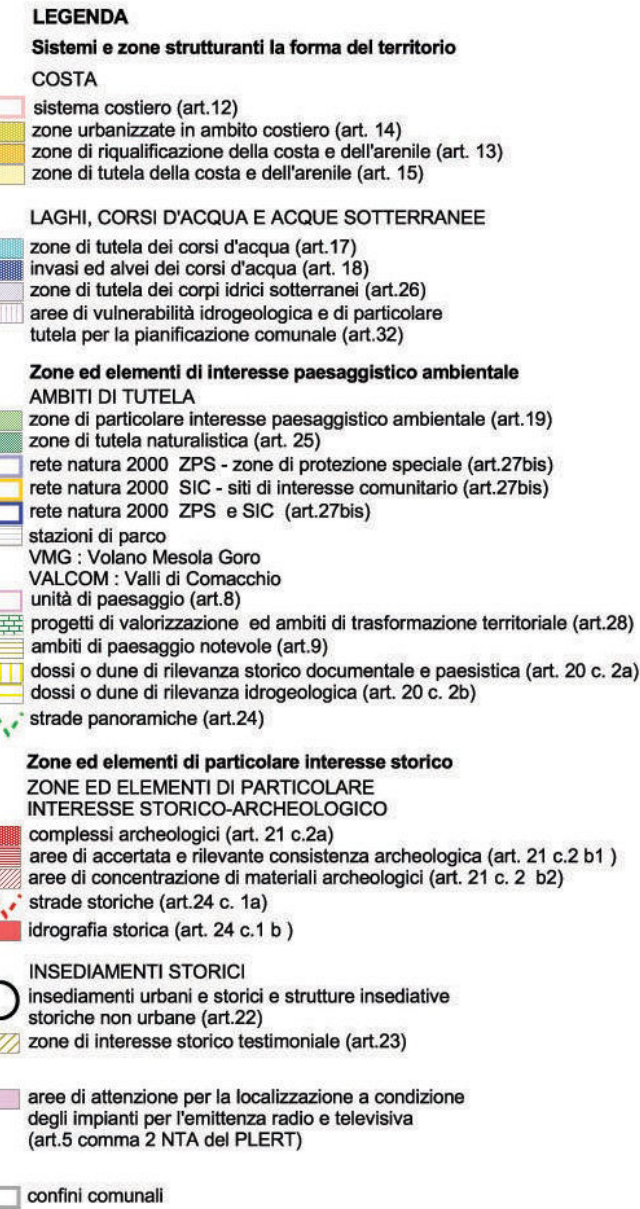 LEGENDA
Sistemi e zone strutturanti la forma del territorio
COSTA
sistema costiero (art.12)
zone urbanizzate in ambito costiero (art. 14)
zone di riqualificazione della costa e dell'arenile (art. 13)
zone di tutela della costa e dell'arenile (art. 15)
LAGHI, CORSI D'ACQUA E ACQUE SOTTERRANEE
zone di tutela dei corsi d'acqua (art.17)
invasi ed alvei dei corsi d'acqua (art. 18)
zone di tutela dei corpi idrici sotterranei (art.26)
aree di vulnerabilità idrogeologica e di particolare
tutela per la pianificazione comunale (art.32)
Zone ed elementi di interesse paesaggistico ambientale
AMBITI DI TUTELA
zone di particolare interesse paesaggistico ambientale (art.19)
zone di tutela naturalistica (art. 25)
rete natura 2000 ZPS - zone di protezione speciale (art.27bis)
rete natura 2000 SIC - siti di interesse comunitario (art.27bis)
rete natura 2000 ZPS e SIC (art.27bis)
stazioni di parco
VMG : Volano Mesola Goro
VALCOM : Valli di Comacchio
unità di paesaggio (art.8)
progetti di valorizzazione ed ambiti di trasformazione territoriale (art.28)
ambiti di paesaggio notevole (art.9)
dossi o dune di rilevanza storico documentale e paesistica (art. 20 c. 2a)
dossi o dune di rilevanza idrogeologica (art. 20 c. 2b)
strade panoramiche (art.24)
Zone ed elementi di particolare interesse storico
ZONE ED ELEMENTI DI PARTICOLARE
INTERESSE STORICO-ARCHEOLOGICO
complessi archeologici (art. 21 c.2a)
aree di accertata e rilevante consistenza archeologica (art. 21 c.2 b1 )
aree di concentrazione di materiali archeologici (art. 21 c. 2 b2)
strade storiche (art.24 c. 1a)
idrografia storica (art. 24 c.1 b )
INSEDIAMENTI STORICI
insediamenti urbani e storici e strutture insediative
storiche non urbane (art.22)
zone di interesse storico testimoniale (art.23)
aree di attenzione per la localizzazione a condizione
degli impianti per l'emittenza radio e televisiva
(art.5 comma 2 NTA del PLERT)
confini comunali